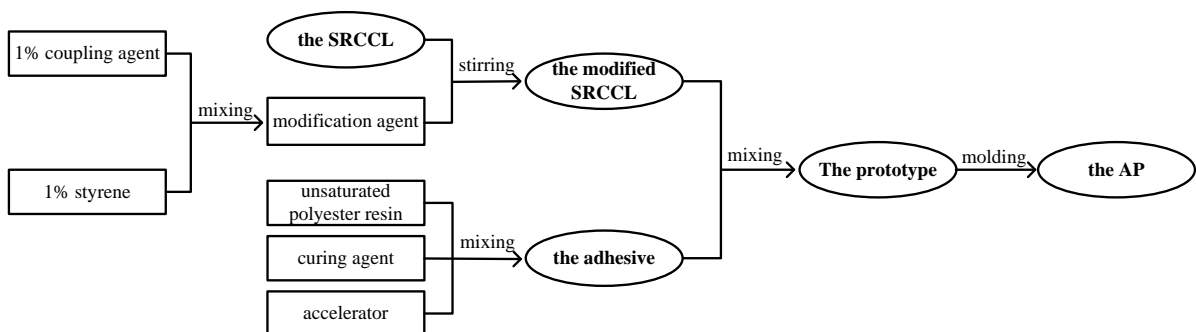 1% coupling agent
1% styrene
mixing
the SRCCL
modification agent
stirring
the modified
SRCCL
unsaturated
polyester resin
curing agent
accelerator
mixing
the adhesive
mixing
The prototype
molding
the AP